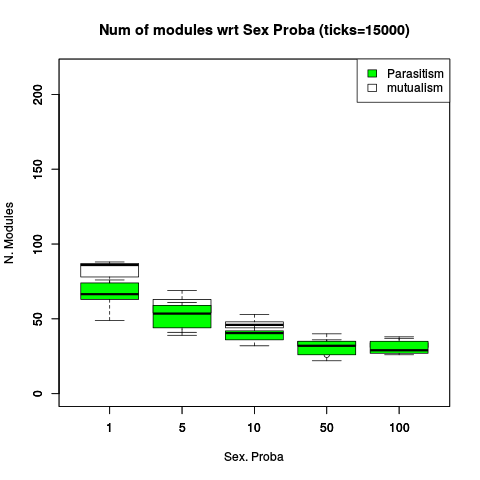 Num of modules wrt Sex Proba (ticks=15000)
Parasitism
mutualism
200
150
100
50
0
N. Modules
1 5 10 50 100
Sex. Proba